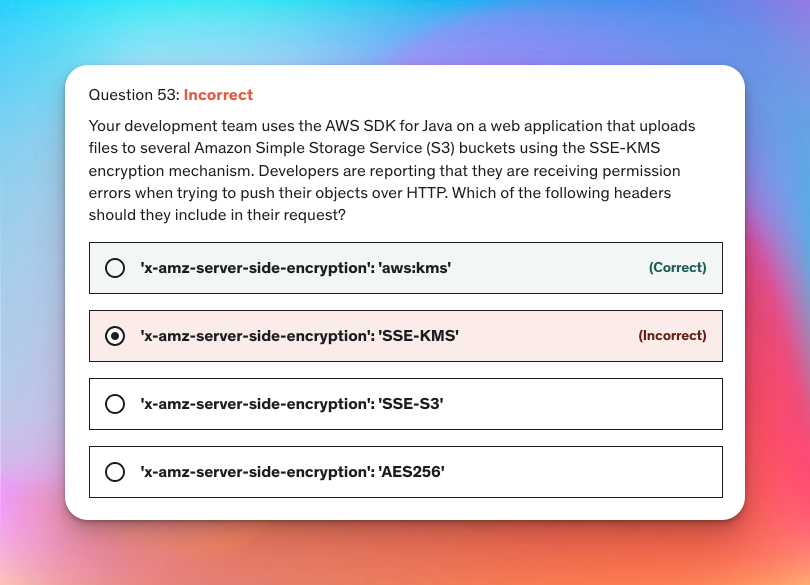 Question 53: Incorrect
Your development team uses the AWS SDK for Java on a web application that uploads
files to several Amazon Simple Storage Service (S3) buckets using the SSE-KMS
encryption mechanism. Developers are reporting that they are receiving permission
errors when trying to push their objects over HTTP. Which of the following headers
should they include in their request?
'x-amz-server-side-encryption': 'aws:kms' (Correct)
'x-amz-server-side-encryption': 'SSE-KMS' (Incorrect)
'x-amz-server-side-encryption': 'SSE-S3'
'x-amz-server-side-encryption': 'AES256'